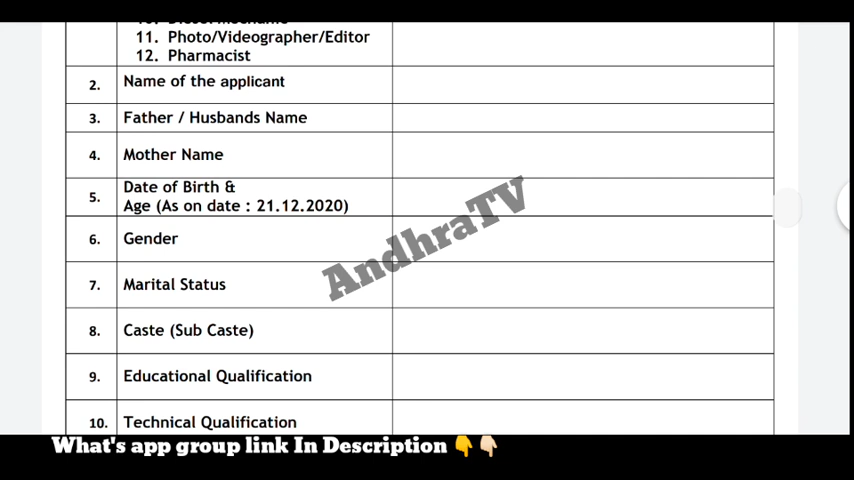 11. Photo/Videographer/Editor
12. Pharmacist
2. Name of the applicant
3. Father / Husbands Name
4. Mother Name
5. Date of Birth &
Age (As on date : 21.12.2020)
6. Gender
7. Marital Status
8. Caste (Sub Caste)
9. Educational Qualification
10. Technical Qualification
AndhraTV
What's app group link In Description 👇👇🏻